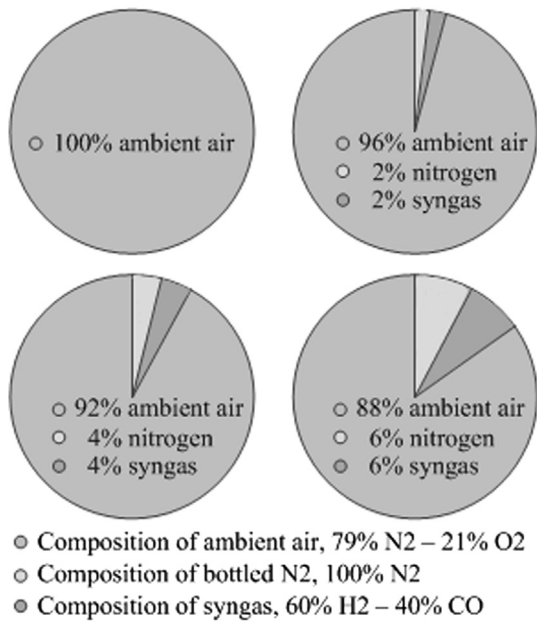 100% ambient air
96% ambient air
2% nitrogen
2% syngas
92% ambient air
4% nitrogen
4% syngas
88% ambient air
6% nitrogen
6% syngas
Composition of ambient air, 79% N2 – 21% O2
Composition of bottled N2, 100% N2
Composition of syngas, 60% H2 – 40% CO